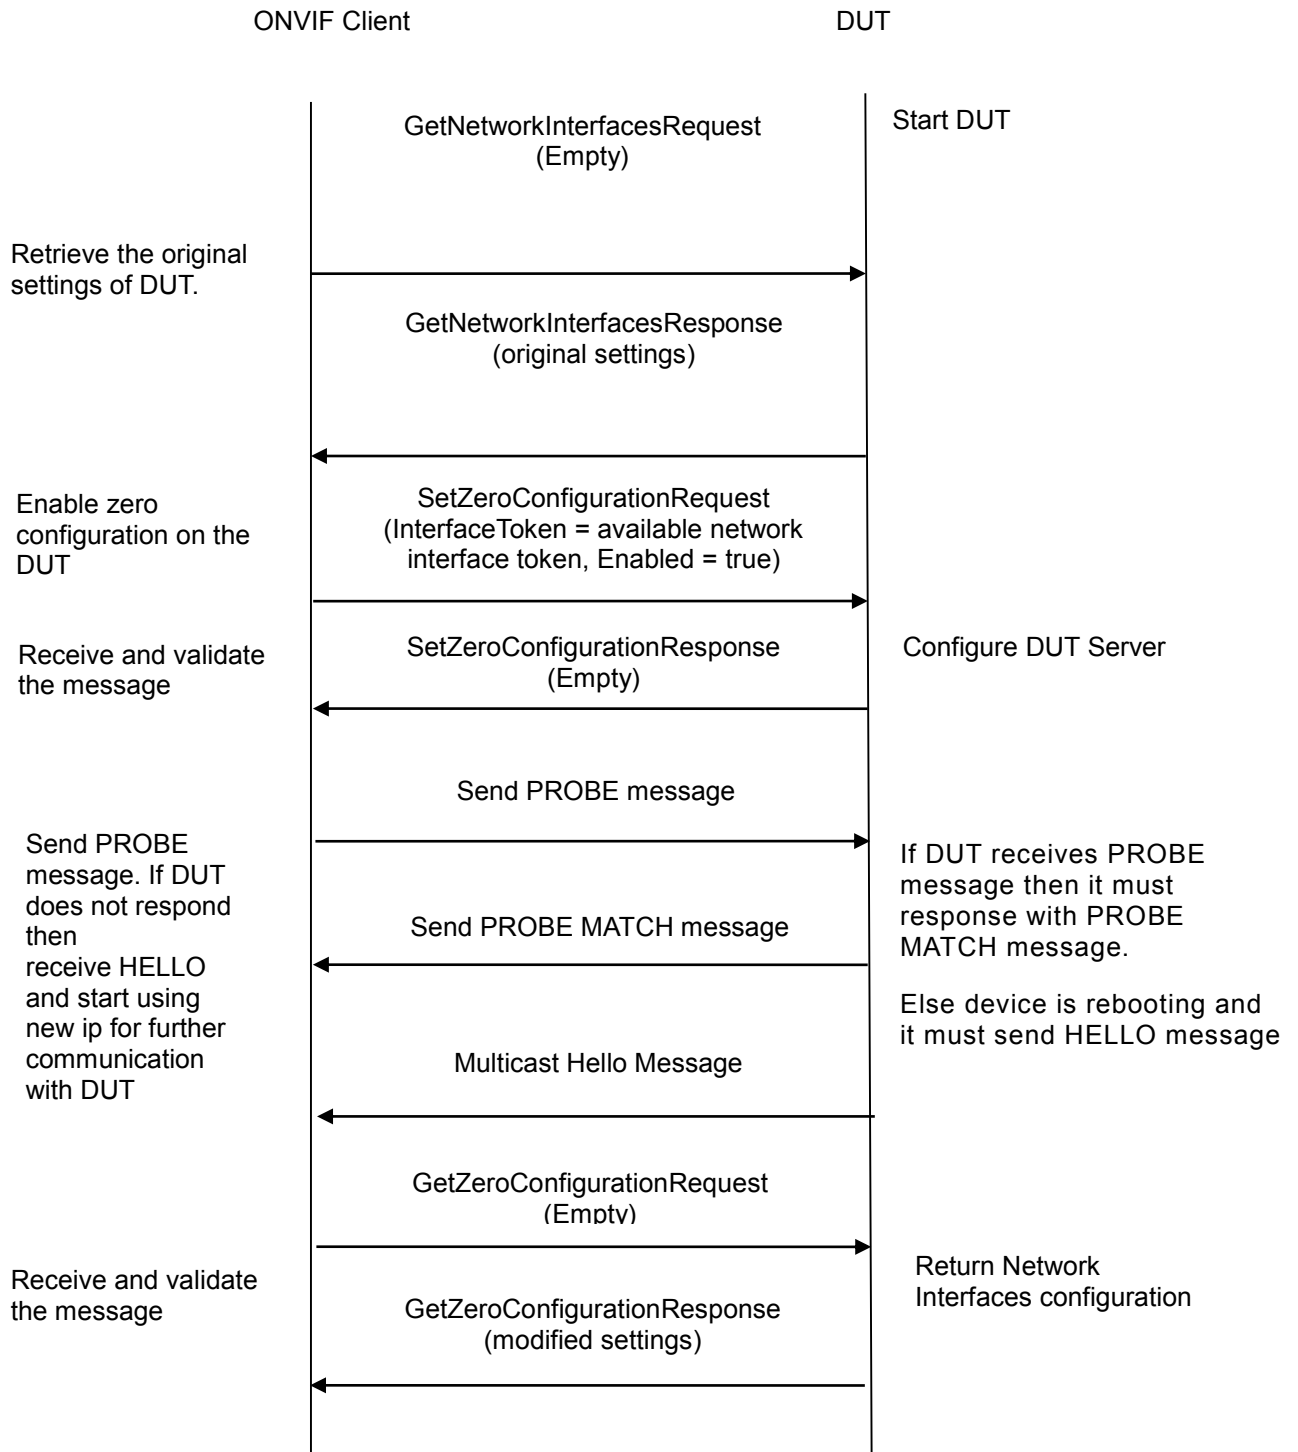 ONVIF Client
DUT
Start DUT
GetNetworkInterfacesRequest
(Empty)
Retrieve the original
settings of DUT.
GetNetworkInterfacesResponse
(original settings)
Enable zero
configuration on the
DUT
SetZeroConfigurationRequest
(InterfaceToken = available network
interface token, Enabled = true)
Receive and validate
the message
SetZeroConfigurationResponse
(Empty)
Configure DUT Server
Send PROBE message
Send PROBE
message. If DUT
does not respond
then
receive HELLO
and start using
new ip for further
communication
with DUT
Send PROBE MATCH message
If DUT receives PROBE
message then it must
response with PROBE
MATCH message.
Else device is rebooting and
it must send HELLO message
Multicast Hello Message
GetZeroConfigurationRequest
(Empty)
Receive and validate
the message
GetZeroConfigurationResponse
(modified settings)
Return Network
Interfaces configuration